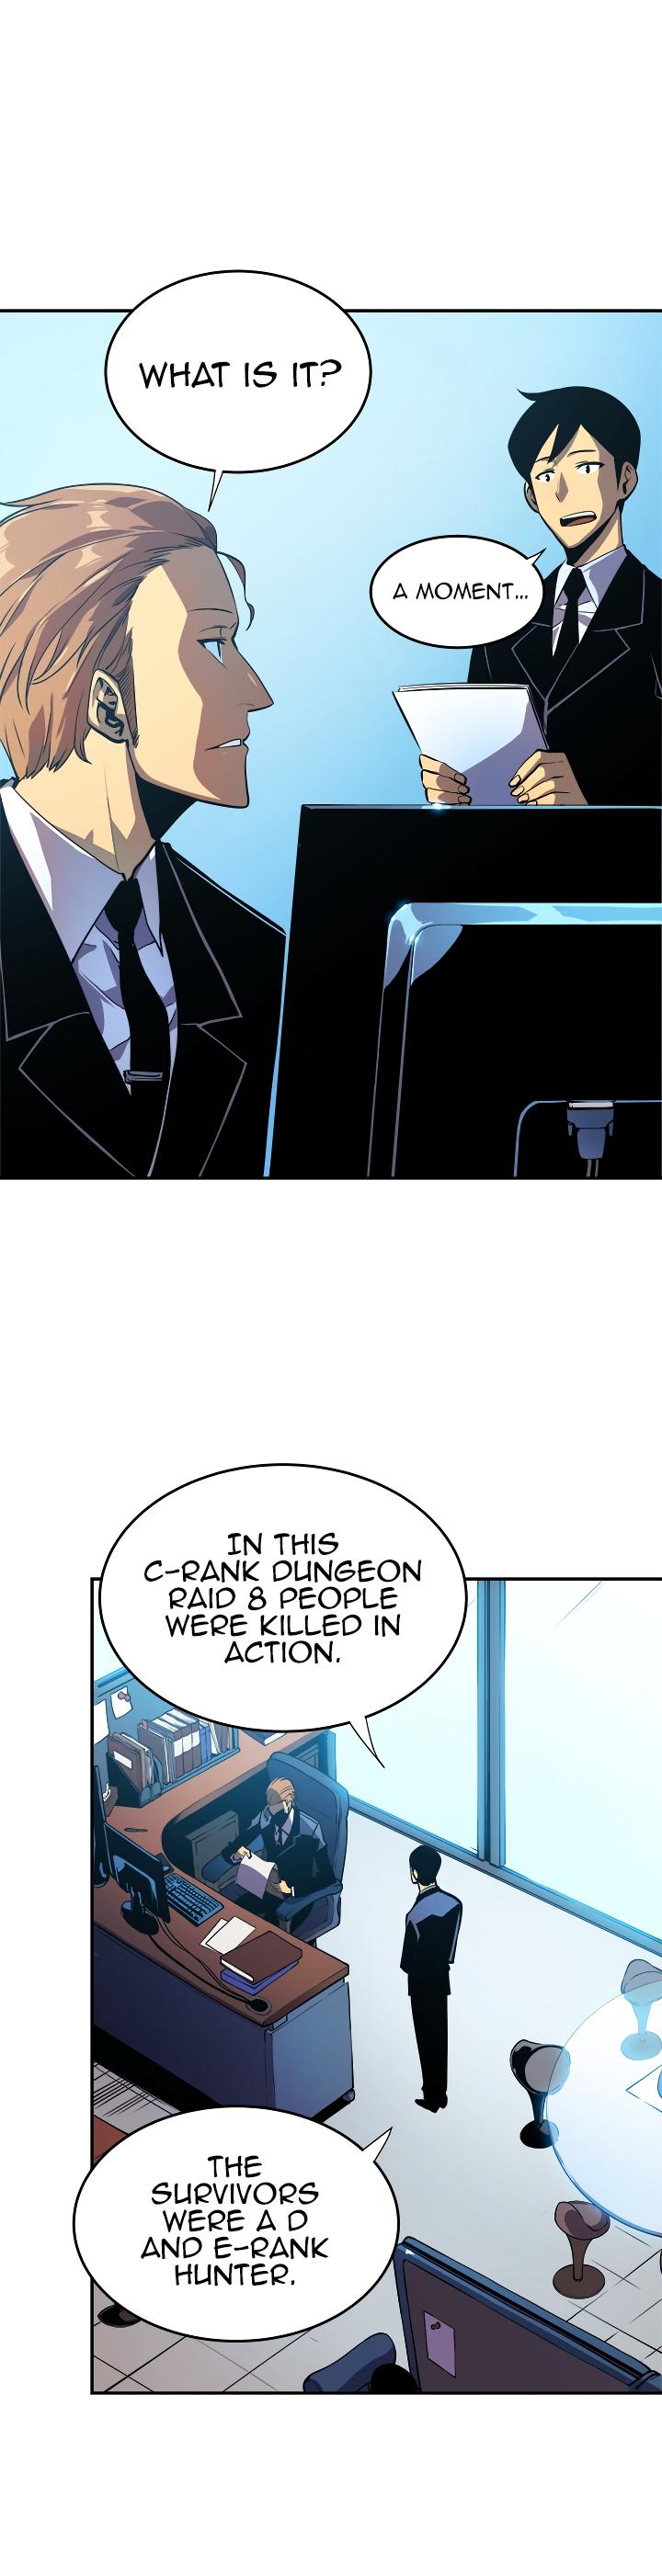 WHAT IS IT?
A MOMENT...
IN THIS
C-RANK DUNGEON
RAID 8 PEOPLE
WERE KILLED IN
ACTION.
THE
SURVIVORS
WERE A D
AND E-RANK
HUNTER.